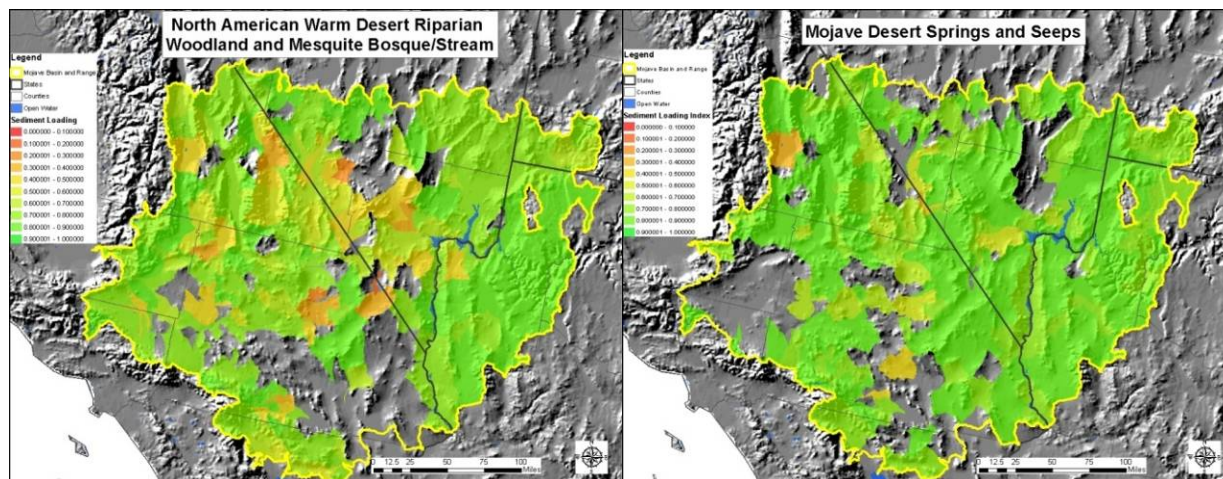 North American Warm Desert Riparian
Woodland and Mesquite Bosque/Stream
Legend
Mojave Basin and Range
States
Counties
Open Water
Sediment Loading
0.000000 - 0.100000
0.100001 - 0.200000
0.200001 - 0.300000
0.300001 - 0.400000
0.400001 - 0.500000
0.500001 - 0.600000
0.600001 - 0.700000
0.700001 - 0.800000
0.800001 - 0.900000
0.900001 - 1.000000
0 12.5 25 50 75 100
Miles
Mojave Desert Springs and Seeps
Legend
Mojave Basin and Range
States
Counties
Open Water
Sediment Loading Index
0.000000 - 0.100000
0.100001 - 0.200000
0.200001 - 0.300000
0.300001 - 0.400000
0.400001 - 0.500000
0.500001 - 0.600000
0.600001 - 0.700000
0.700001 - 0.800000
0.800001 - 0.900000
0.900001 - 1.000000
0 12.5 25 50 75 100
Miles